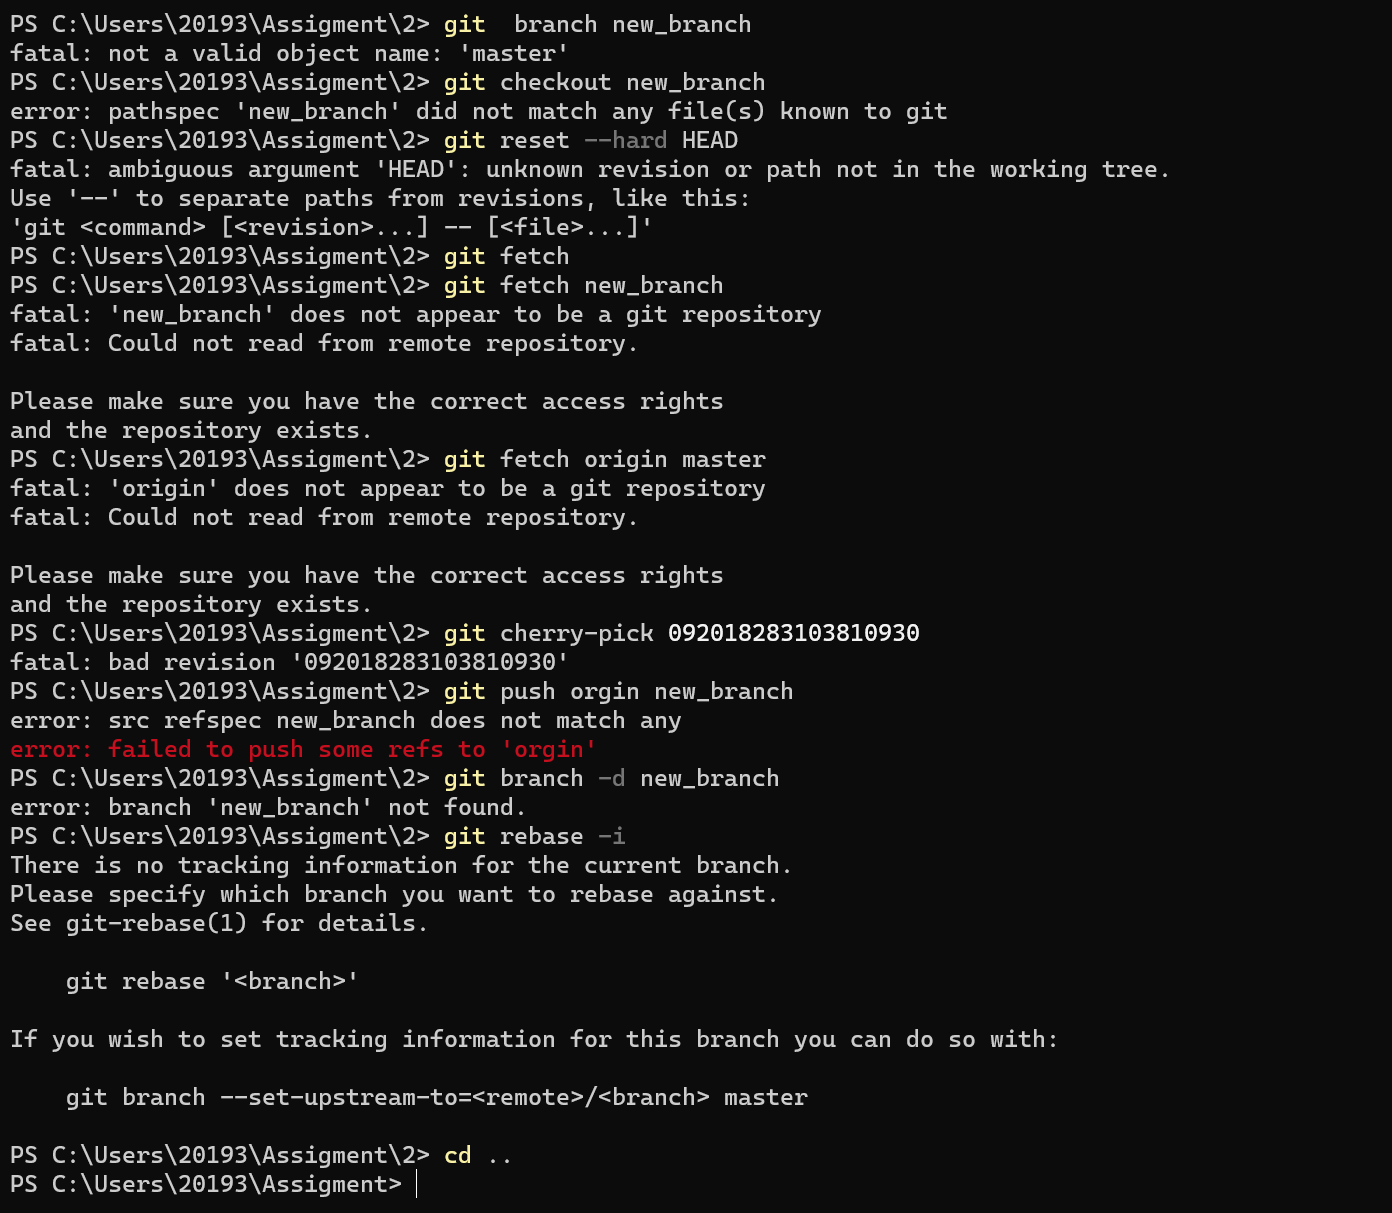 PS C:\Users\20193\Assigment\2> git  branch new_branch
fatal: not a valid object name: 'master'
PS C:\Users\20193\Assigment\2> git checkout new_branch
error: pathspec 'new_branch' did not match any file(s) known to git
PS C:\Users\20193\Assigment\2> git reset --hard HEAD
fatal: ambiguous argument 'HEAD': unknown revision or path not in the working tree.
Use '--' to separate paths from revisions, like this:
'git <command> [<revision>...] -- [<file>...]'
PS C:\Users\20193\Assigment\2> git fetch
PS C:\Users\20193\Assigment\2> git fetch new_branch
fatal: 'new_branch' does not appear to be a git repository
fatal: Could not read from remote repository.

Please make sure you have the correct access rights
and the repository exists.
PS C:\Users\20193\Assigment\2> git fetch origin master
fatal: 'origin' does not appear to be a git repository
fatal: Could not read from remote repository.

Please make sure you have the correct access rights
and the repository exists.
PS C:\Users\20193\Assigment\2> git cherry-pick 092018283103810930
fatal: bad revision '092018283103810930'
PS C:\Users\20193\Assigment\2> git push orgin new_branch
error: src refspec new_branch does not match any
error: failed to push some refs to 'orgin'
PS C:\Users\20193\Assigment\2> git branch -d new_branch
error: branch 'new_branch' not found.
PS C:\Users\20193\Assigment\2> git rebase -i
There is no tracking information for the current branch.
Please specify which branch you want to rebase against.
See git-rebase(1) for details.

    git rebase '<branch>'

If you wish to set tracking information for this branch you can do so with:

    git branch --set-upstream-to=<remote>/<branch> master

PS C:\Users\20193\Assigment\2> cd ..
PS C:\Users\20193\Assigment>